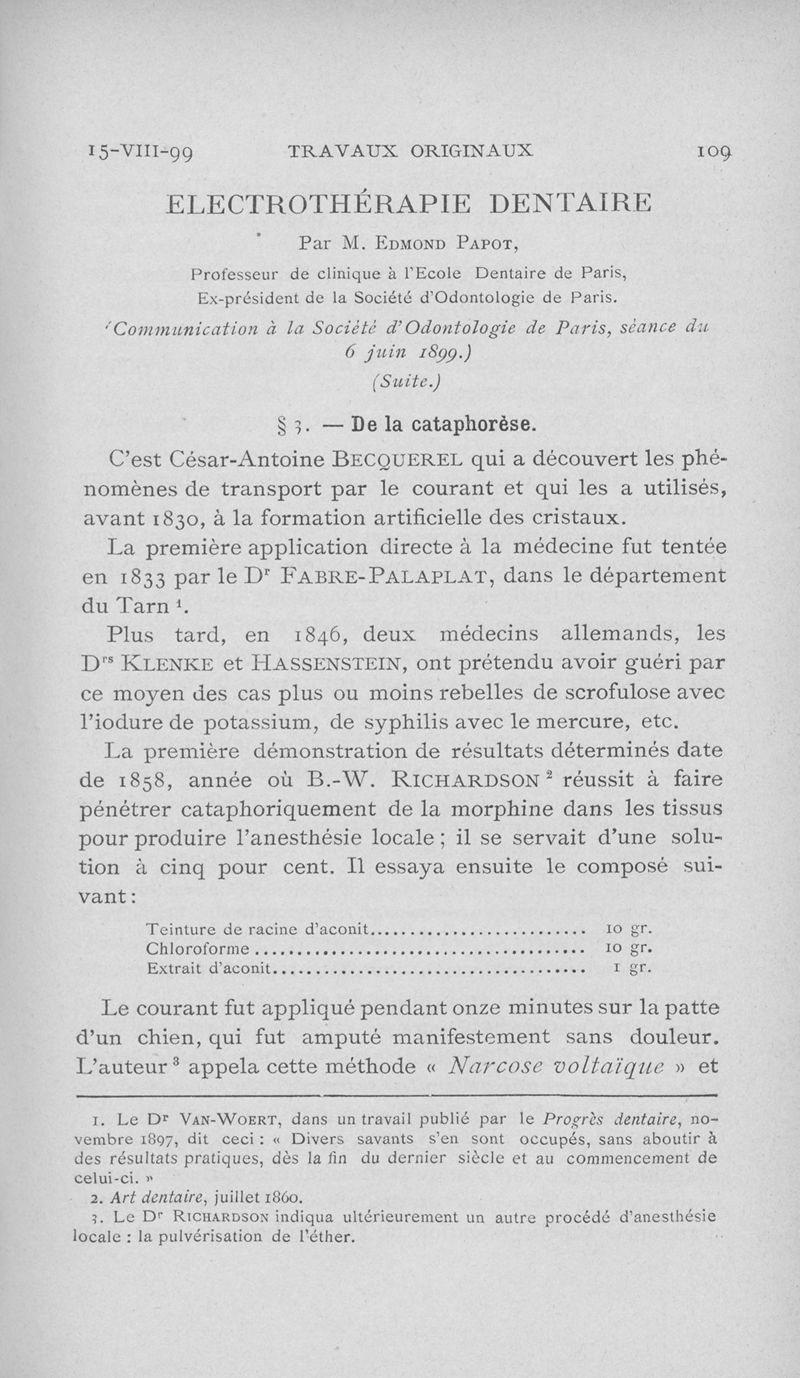 15-VIII-99 TRAVAUX ORIGINAUX 109
ELECTROTHÉRAPIE DENTAIRE
Par M. EDMOND PAPOT,
Professeur de clinique à l'Ecole Dentaire de Paris,
Ex-président de la Société d'Odontologie de Paris.
(Communication à la Société d'Odontologie de Paris, séance du
6 juin 1899.)
(Suite.)
§ 3. — De la cataphorèse.
C'est César-Antoine BECQUEREL qui a découvert les phé-
nomènes de transport par le courant et qui les a utilisés,
avant 1830, à la formation artificielle des cristaux.
La première application directe à la médecine fut tentée
en 1833 par le Dr FABRE-PALAPLAT, dans le département
du Tarn 1.
Plus tard, en 1846, deux médecins allemands, les
Drs KLENKE et HASSENSTEIN, ont prétendu avoir guéri par
ce moyen des cas plus ou moins rebelles de scrofulose avec
l'iodure de potassium, de syphilis avec le mercure, etc.
La première démonstration de résultats déterminés date
de 1858, année où B.-W. RICHARDSON 2 réussit à faire
pénétrer cataphoriquement de la morphine dans les tissus
pour produire l'anesthésie locale ; il se servait d'une solu-
tion à cinq pour cent. Il essaya ensuite le composé sui-
vant :
Teinture de racine d'aconit........................... 10 gr.
Chloroforme........................................ 10 gr.
Extrait d'aconit...................................... 1 gr.
Le courant fut appliqué pendant onze minutes sur la patte
d'un chien, qui fut amputé manifestement sans douleur.
L'auteur 3 appela cette méthode « Narcose voltaïque » et
1. Le Dr VAN-WOERT, dans un travail publié par le Progrès dentaire, no-
vembre 1897, dit ceci : « Divers savants s'en sont occupés, sans aboutir à
des résultats pratiques, dès la fin du dernier siècle et au commencement de
celui-ci. »
2. Art dentaire, juillet 1860.
3. Le Dr RICHARDSON indiqua ultérieurement un autre procédé d'anesthésie
locale : la pulvérisation de l'éther.